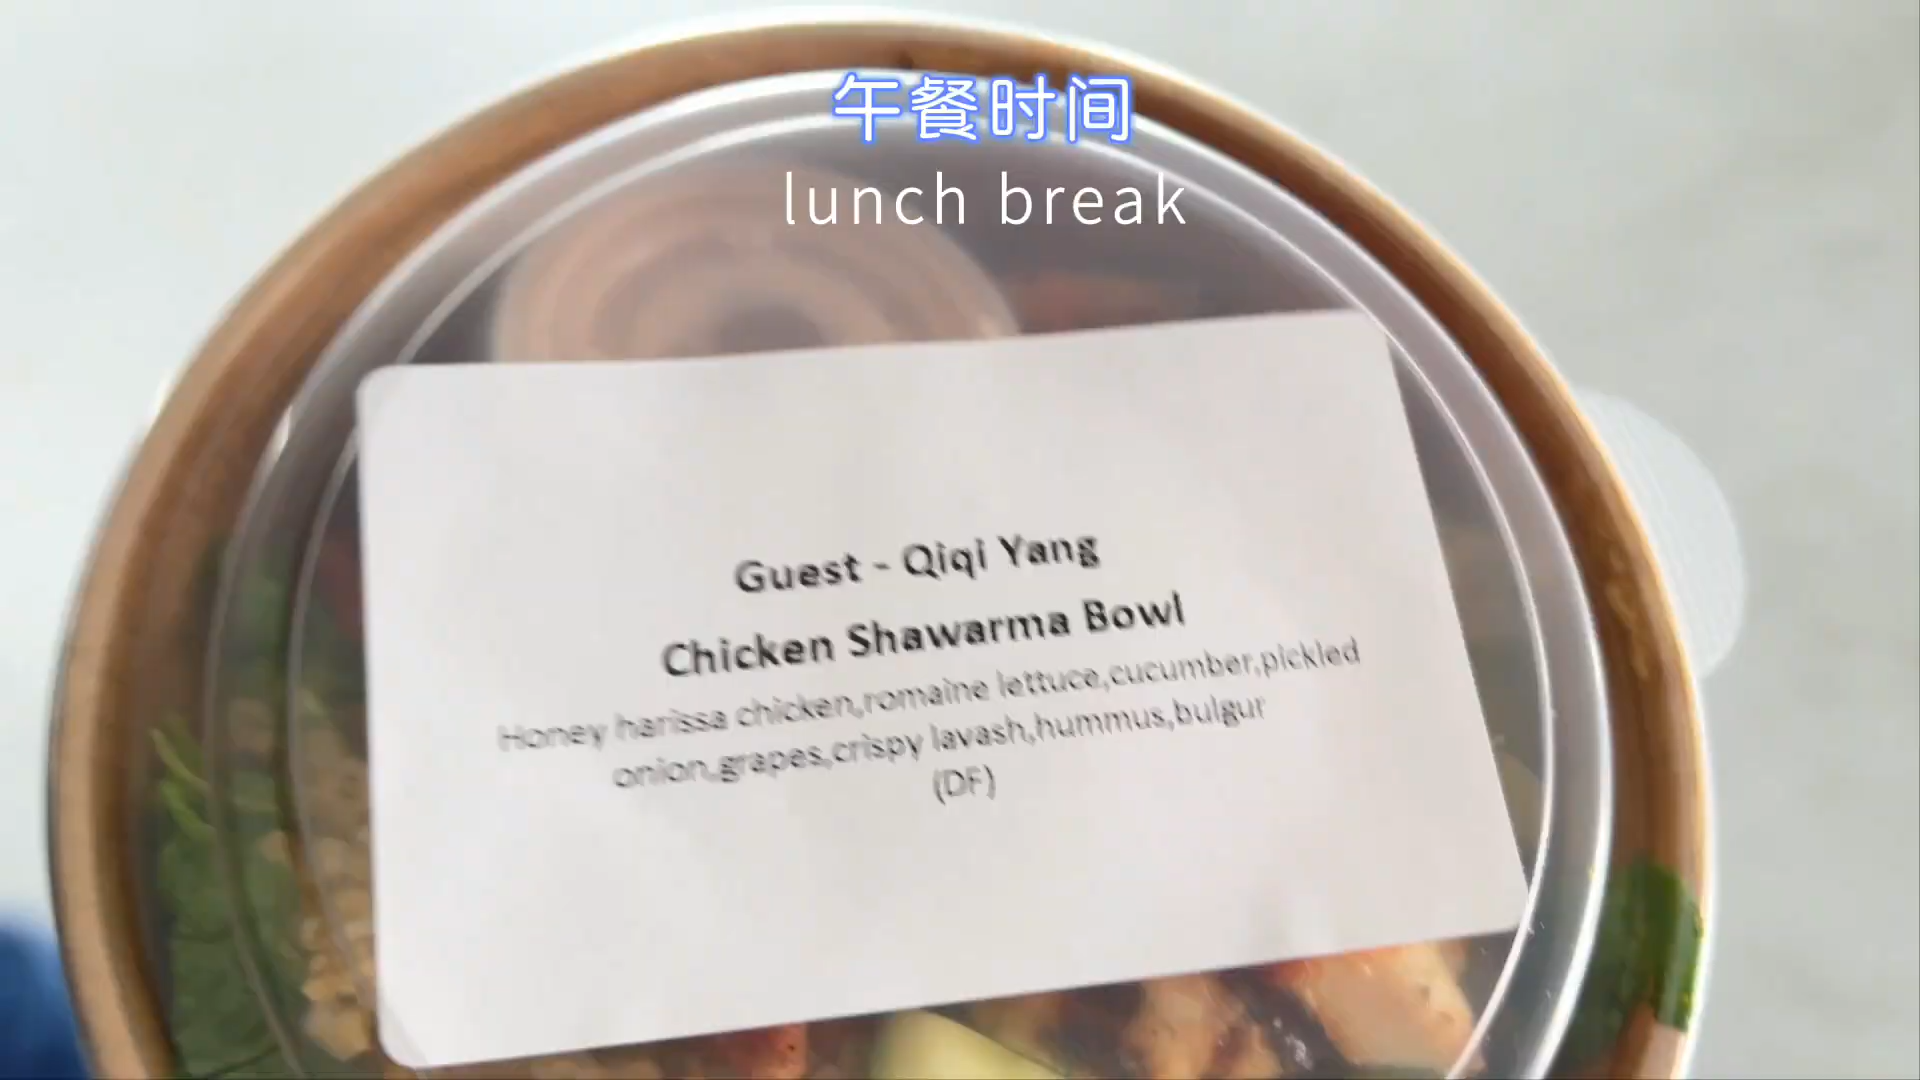 午餐时间
lunch break
Guest - Qiqi Yang
Chicken Shawarma Bowl
Honey harissa chicken,romaine lettuce,cucumber,pickled
onion,grapes,crispy lavash,hummus,bulgur
(DF)